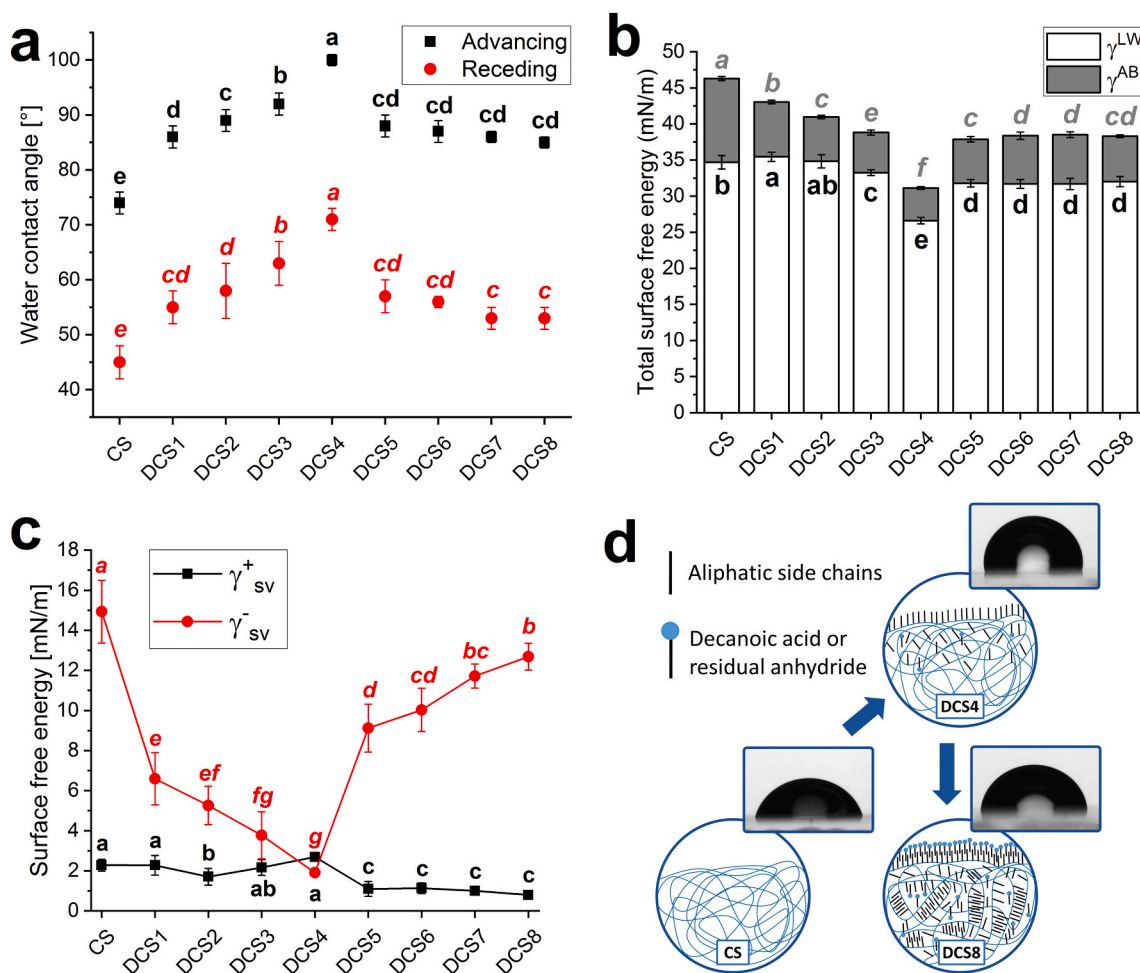 a
Advancing
Receding
Water contact angle [°]
100
90
80
70
60
50
40
e
d
c
b
a
cd
cd
cd
cd
e
cd
d
b
a
cd
cd
c
c
CS
DCS1
DCS2
DCS3
DCS4
DCS5
DCS6
DCS7
DCS8
b
γLW
γAB
Total surface free energy (mN/m)
50
45
40
35
30
25
20
15
10
5
0
a
b
c
e
f
c
d
d
cd
b
a
ab
c
e
d
d
d
d
CS
DCS1
DCS2
DCS3
DCS4
DCS5
DCS6
DCS7
DCS8
c
γ+sv
γ-sv
Surface free energy [mN/m]
18
16
14
12
10
8
6
4
2
0
a
e
ef
fg
g
d
cd
bc
b
a
a
b
ab
a
c
c
c
c
CS
DCS1
DCS2
DCS3
DCS4
DCS5
DCS6
DCS7
DCS8
d
Aliphatic side chains
Decanoic acid or
residual anhydride
DCS4
CS
DCS8